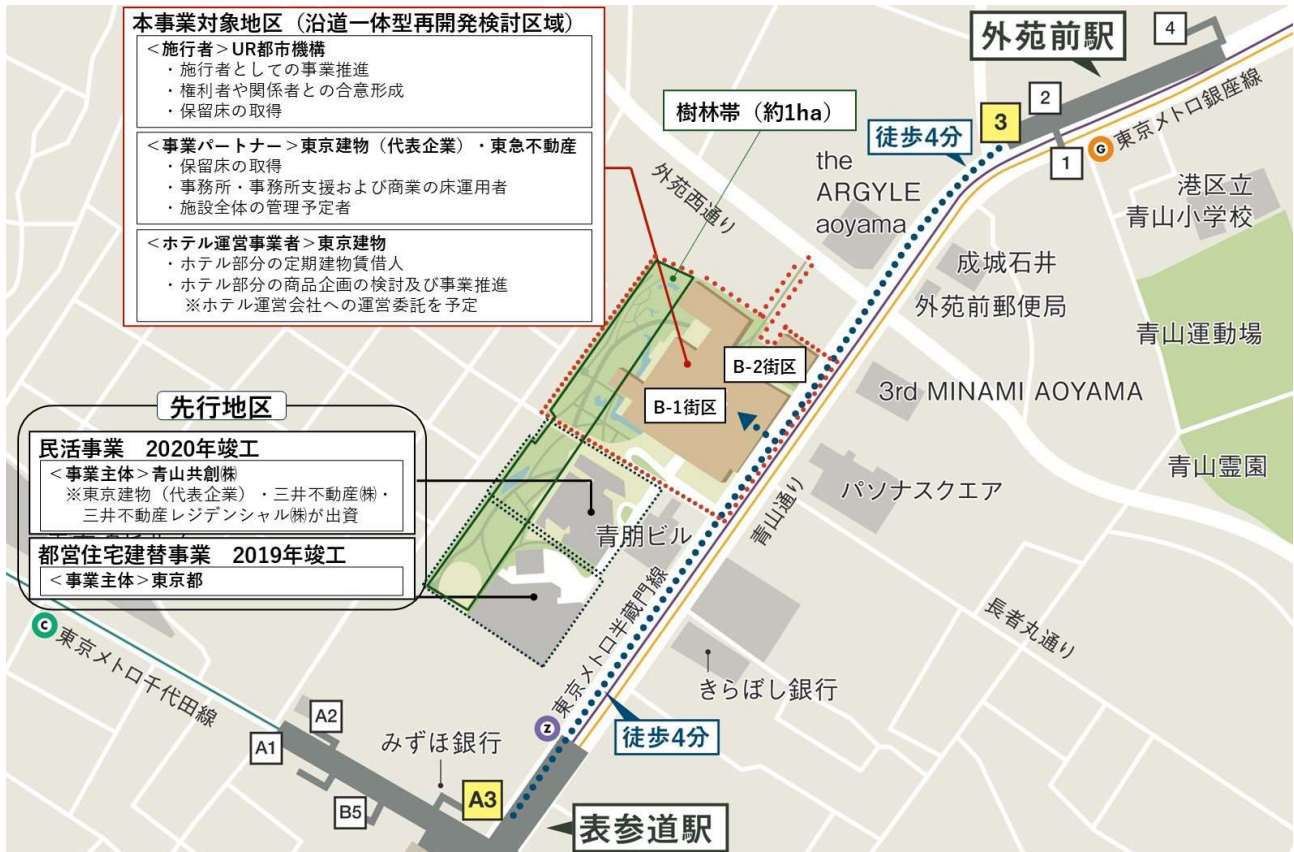 本事業対象地区（沿道一体型再開発検討区域）
＜施行者＞UR都市機構
・施行者としての事業推進
・権利者や関係者との合意形成
・保留床の取得
＜事業パートナー＞東京建物（代表企業）・東急不動産
・保留床の取得
・事務所・事務所支援および商業の床運用者
・施設全体の管理予定者
＜ホテル運営事業者＞東京建物
・ホテル部分の定期建物賃借人
・ホテル部分の商品企画の検討及び事業推進
※ホテル運営会社への運営委託を予定
外苑前駅
4
2
3
1
G
東京メトロ銀座線
樹林帯（約1ha）
徒歩4分
外苑西通り
the
ARGYLE
aoyama
港区立
青山小学校
成城石井
外苑前郵便局
青山運動場
3rd MINAMI AOYAMA
青山霊園
B-2街区
B-1街区
パソナスクエア
青山通り
青朋ビル
先行地区
民活事業　2020年竣工
＜事業主体＞青山共創㈱
※東京建物（代表企業）・三井不動産㈱・
三井不動産レジデンシャル㈱が出資
都営住宅建替事業　2019年竣工
＜事業主体＞東京都
C
東京メトロ千代田線
Z
東京メトロ半蔵門線
長者丸通り
きらぼし銀行
徒歩4分
A2
A1
みずほ銀行
B5
A3
表参道駅